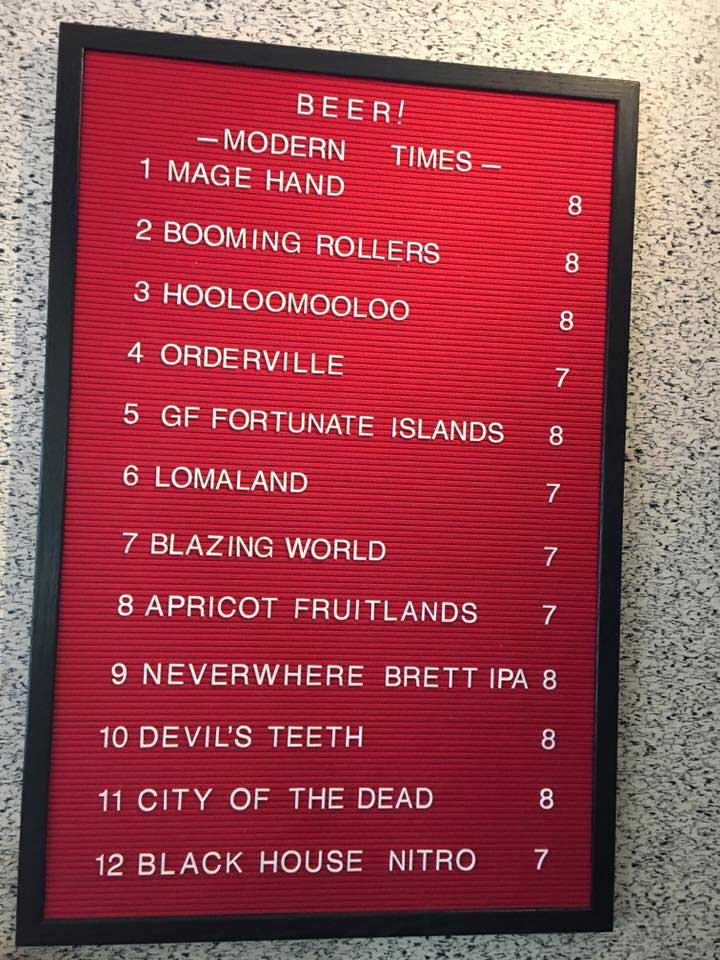 BEER!
—MODERN TIMES—
1 MAGE HAND 8
2 BOOMING ROLLERS 8
3 HOOLOOMOOLOO 8
4 ORDERVILLE 7
5 GF FORTUNATE ISLANDS 8
6 LOMALAND 7
7 BLAZING WORLD 7
8 APRICOT FRUITLANDS 7
9 NEVERWHERE BRETT IPA 8
10 DEVIL'S TEETH 8
11 CITY OF THE DEAD 8
12 BLACK HOUSE NITRO 7